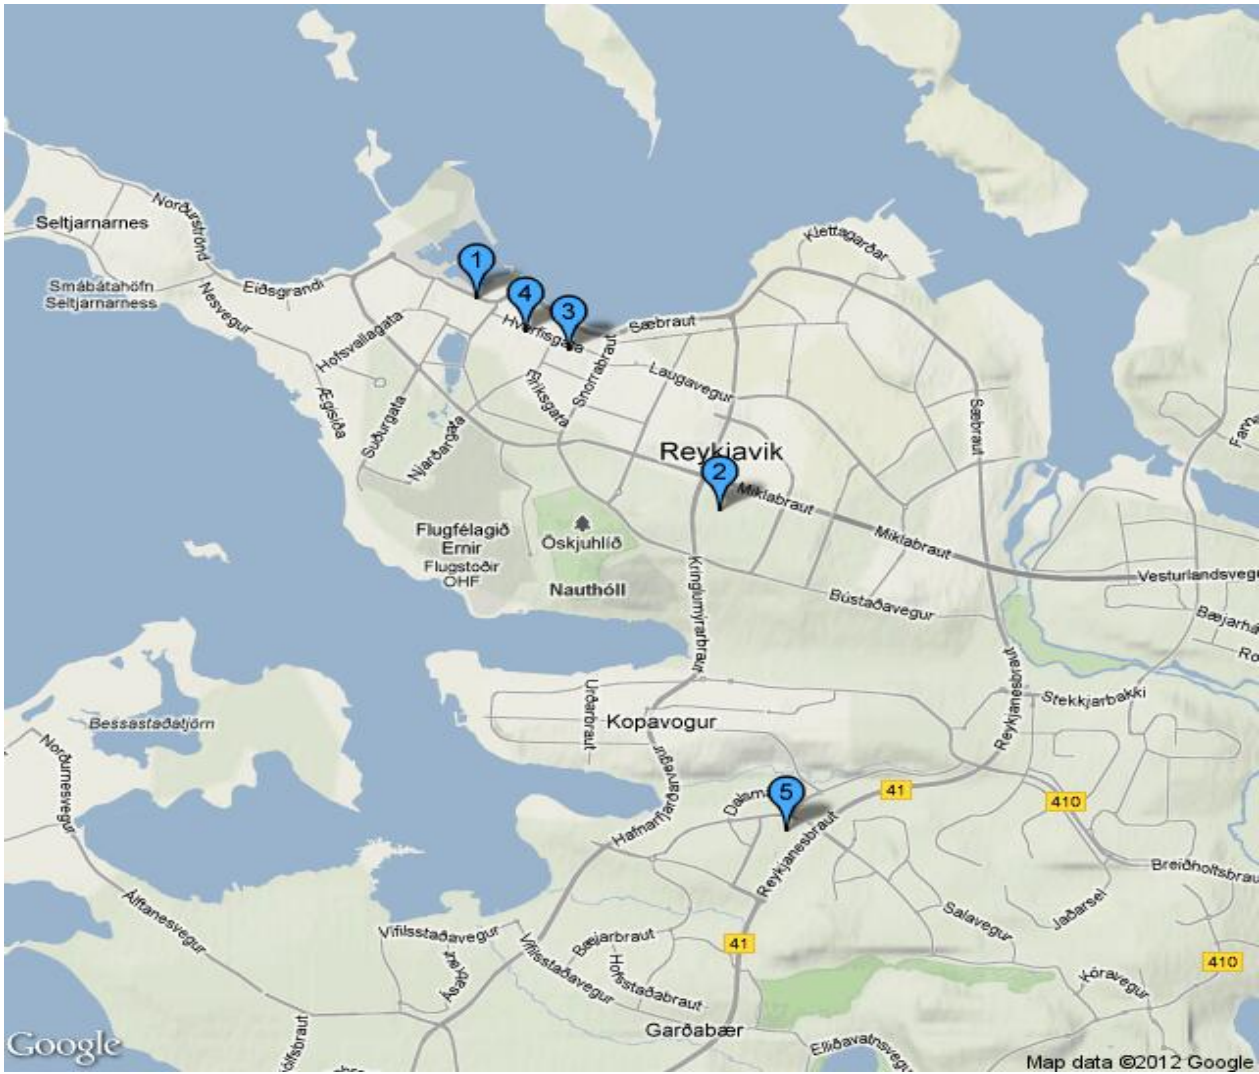 Klettagarðar
Norðurströnd
Seltjarnarnes
1
Smábátahöfn
Seltjarnarness
Eiðsgrandi
Nesvegur
4
3
Hverfisgata
Sæbraut
Hofsvallagata
Snorrabraut
Laugavegur
Eiríksgata
Ægisíða
Suðurgata
Njarðargata
Sæbraut
Reykjavik
2
Miklabraut
Miklabraut
Flugfélagið
Ernir
Flugstoðir
OHF
Öskjuhlíð
Nauthóll
Kringlumýrarbraut
Bústaðavegur
Vesturlandsvegur
Reykjanesbraut
Stekkjarbakki
Urðarbraut
Kopavogur
Bessastaðatjörn
Norðurnesvegur
Hafnarfjarðarvegur
5
41
410
Reykjanesbraut
Breiðholtsbrau
Jaðarsel
Salavegur
Álftanesvegur
Vífilsstaðavegur
Bæjarbraut
41
Vífilsstaðavegur
Hofsstaðabraut
Kóravegur
410
Garðabær
Elliðavatnsvegur
Google
Map data ©2012 Google